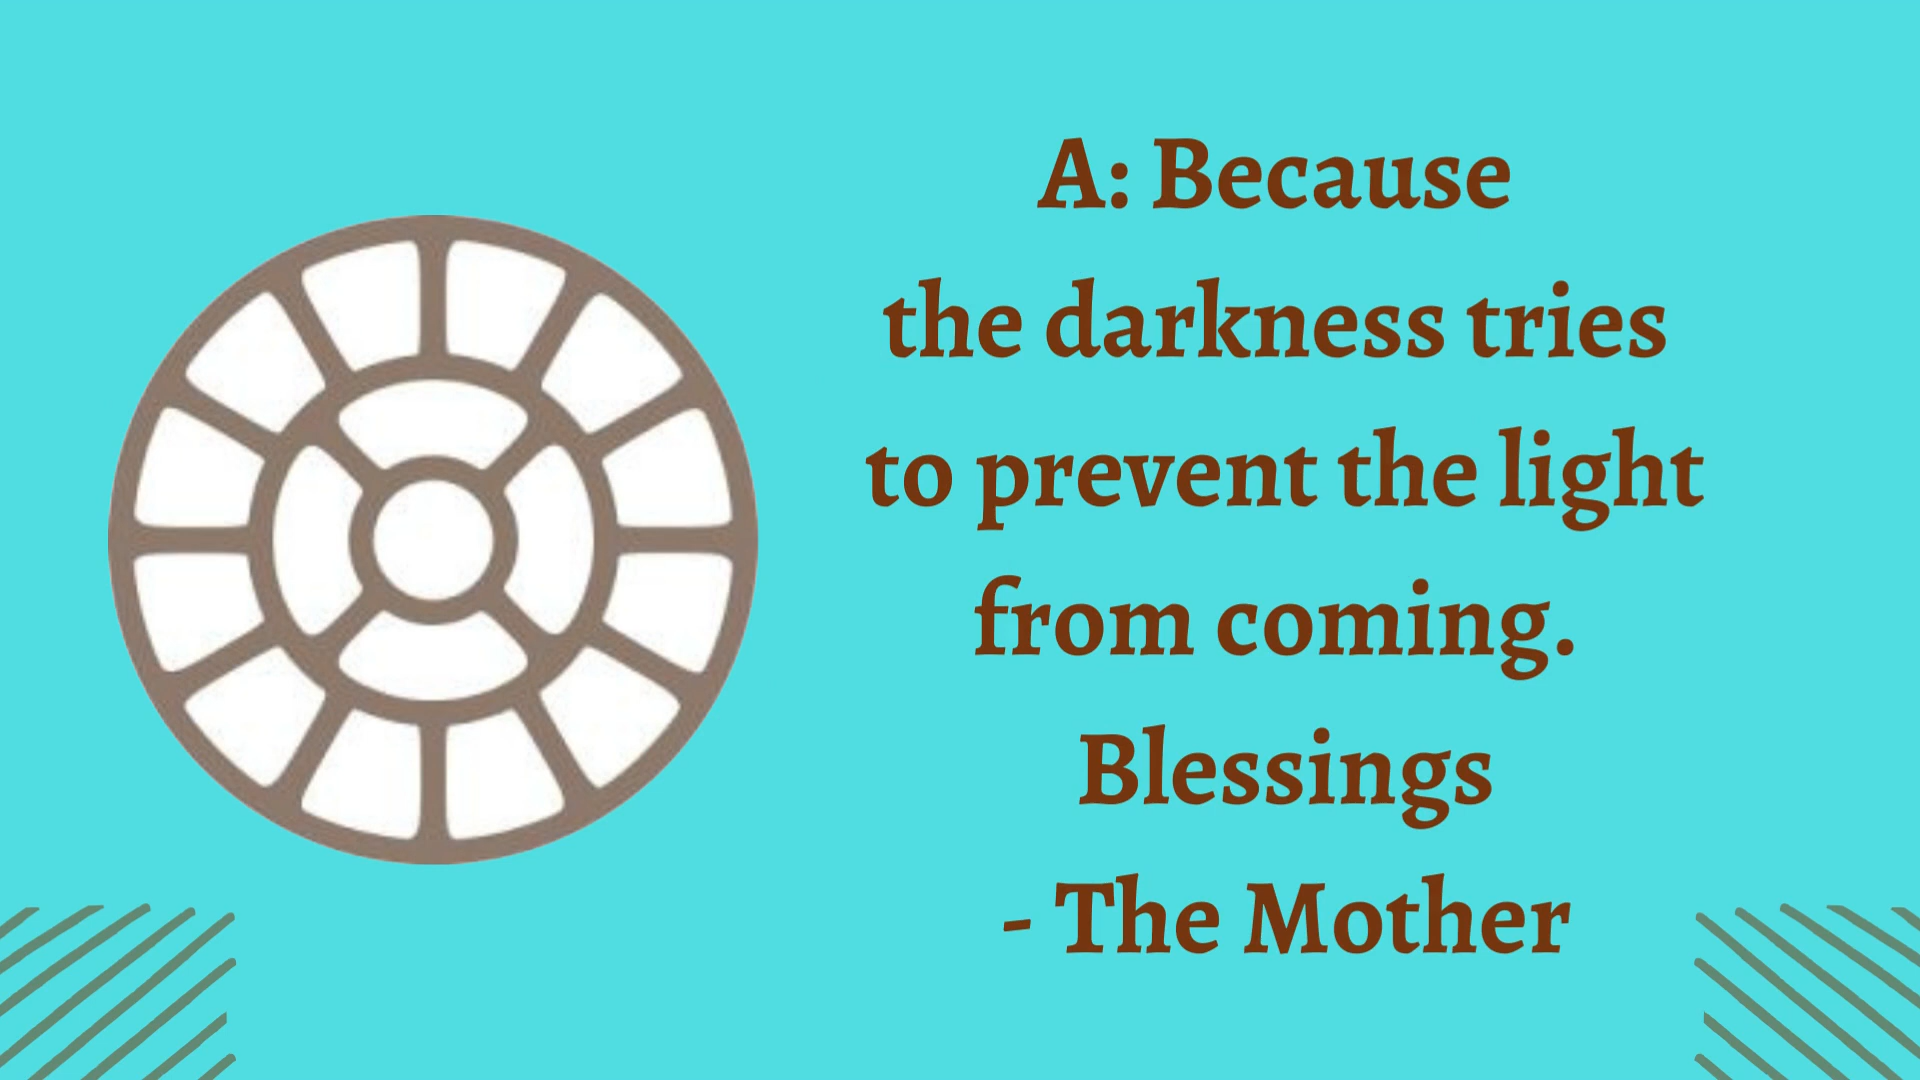 A: Because
the darkness tries
to prevent the light
from coming.
Blessings
- The Mother